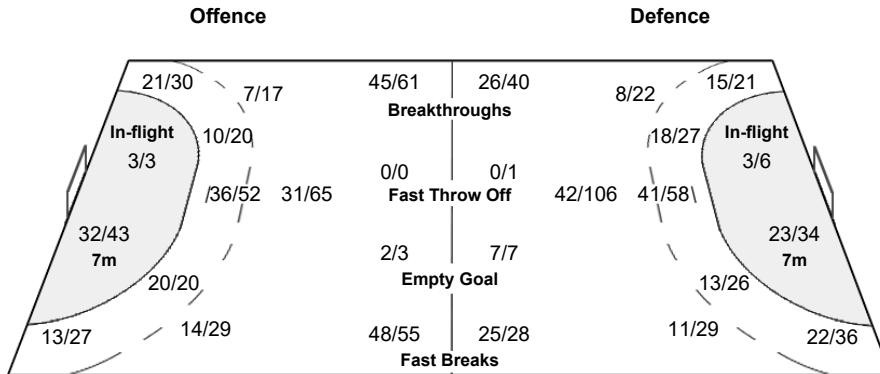 Offence Defence
21/30 7/17 45/61 26/40 8/22 15/21
Breakthroughs
In-flight 10/20 18/27 In-flight
3/3 0/0 0/1 3/6
36/52 31/65 Fast Throw Off 42/106 41/58
32/43 23/34
7m 2/3 7/7 7m
20/20 Empty Goal 13/26
13/27 14/29 48/55 25/28 11/29 22/36
Fast Breaks